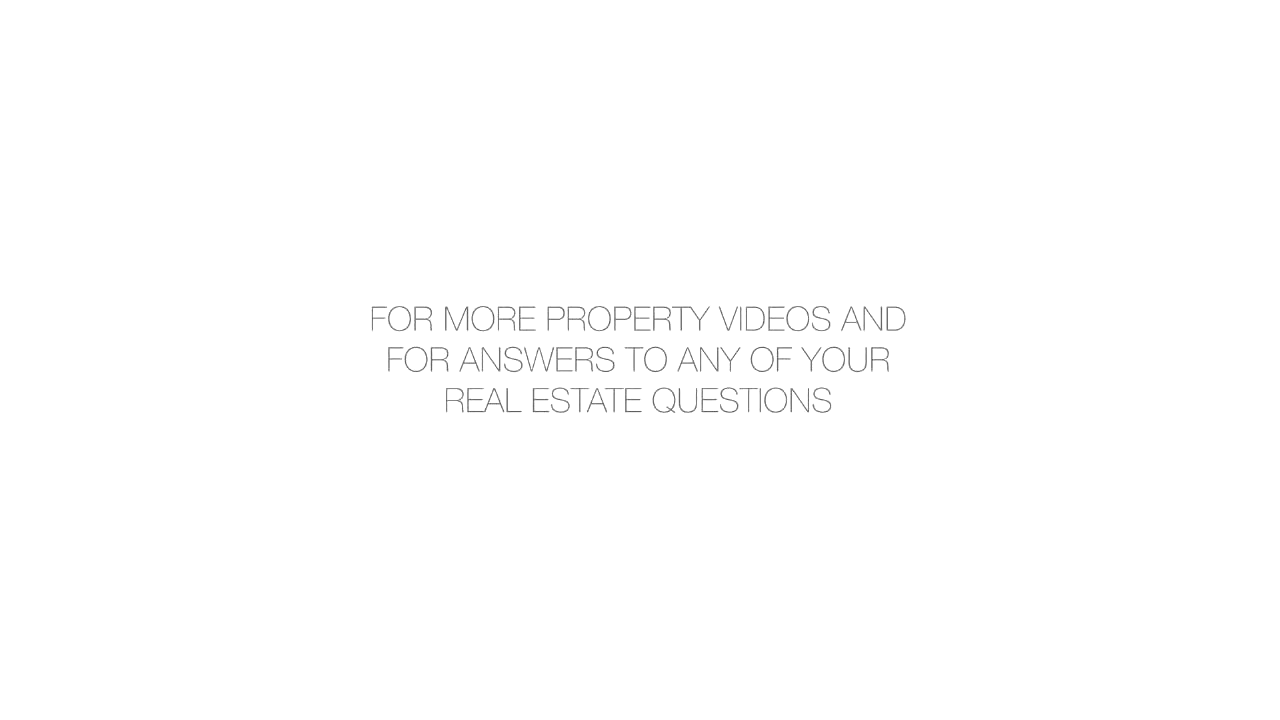 FOR MORE PROPERTY VIDEOS AND
FOR ANSWERS TO ANY OF YOUR
REAL ESTATE QUESTIONS